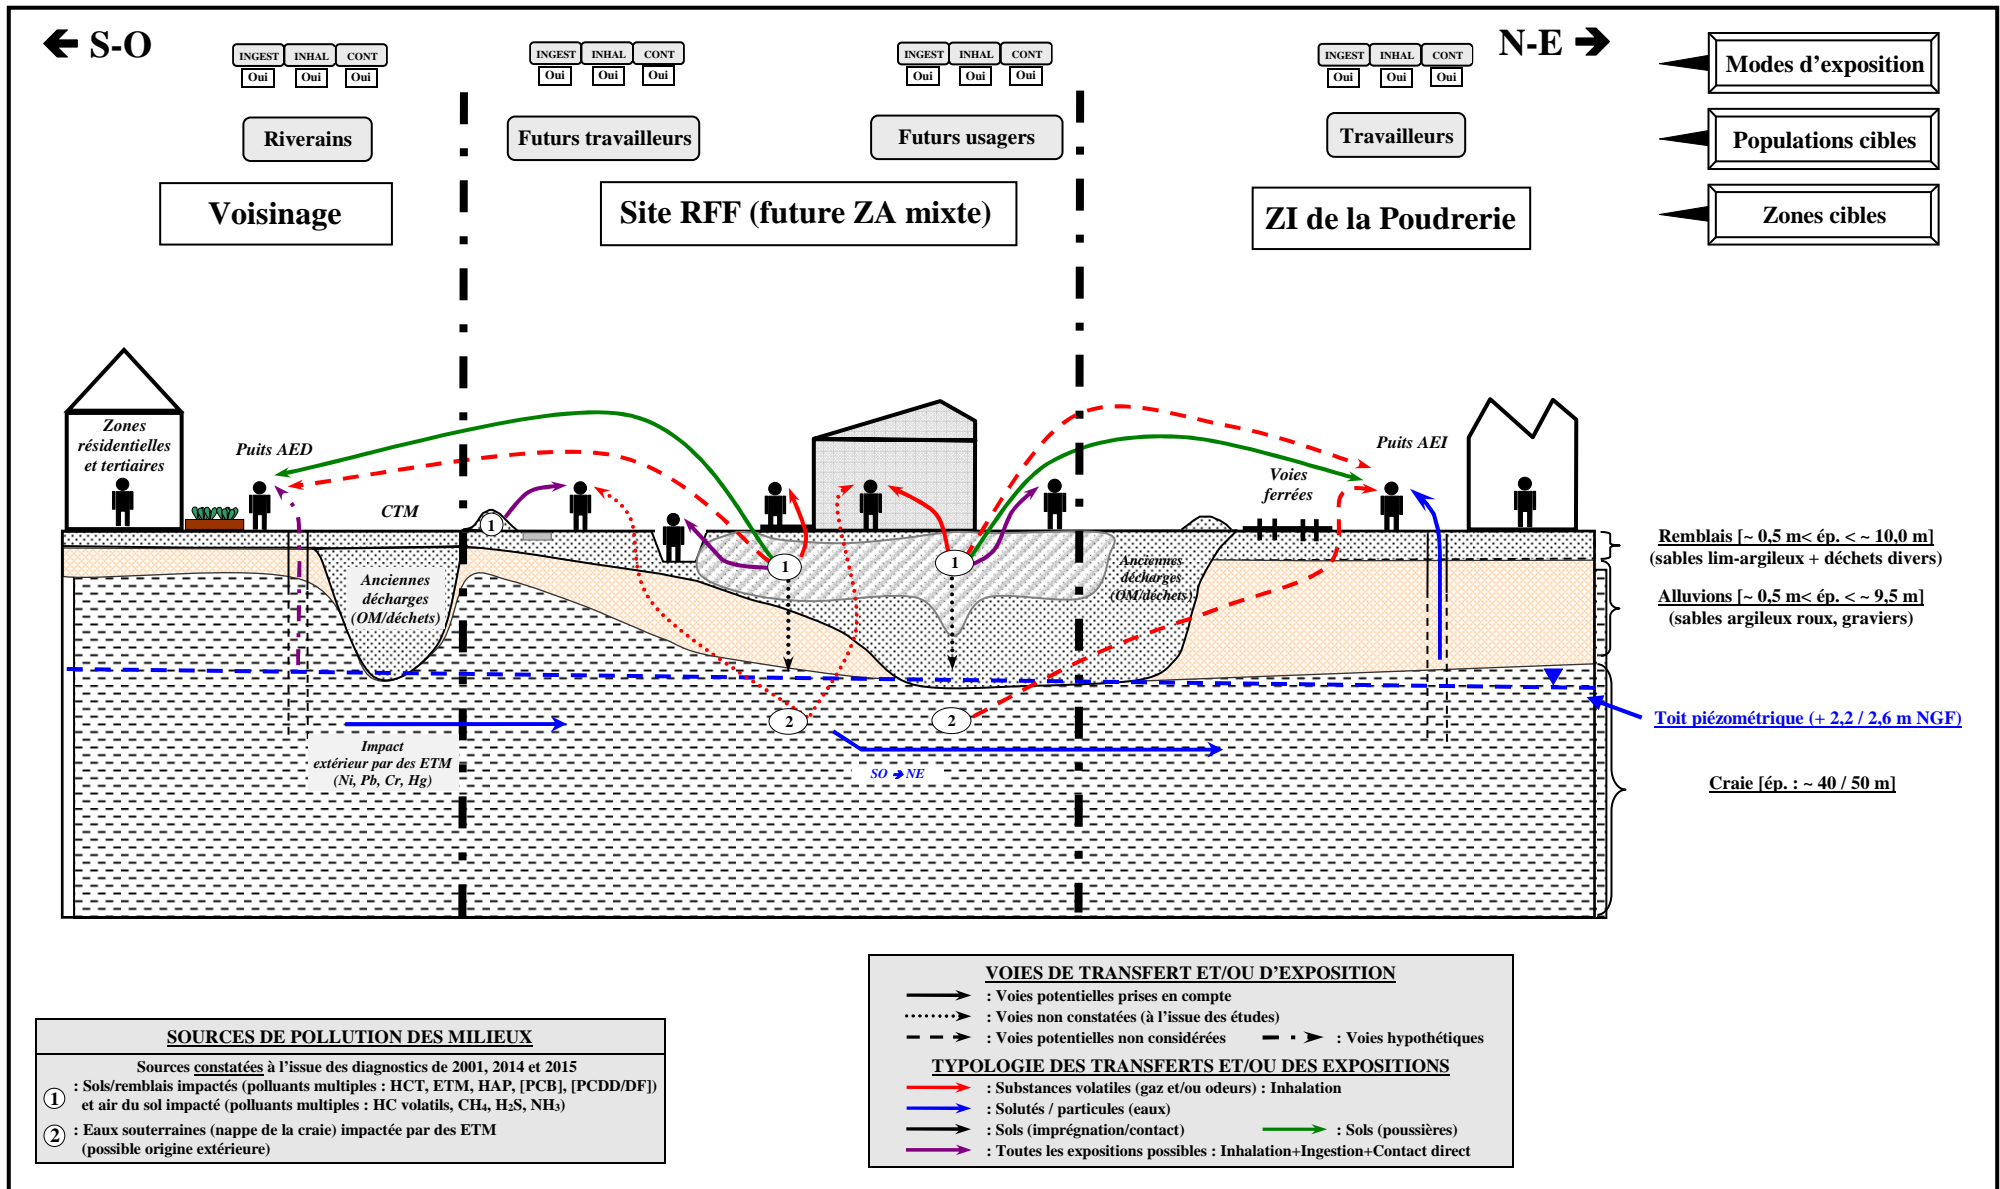 ← S-O
INGEST INHAL CONT
Oui Oui Oui
INGEST INHAL CONT
Oui Oui Oui
INGEST INHAL CONT
Oui Oui Oui
INGEST INHAL CONT
Oui Oui Oui
N-E →
Modes d'exposition
Riverains
Futurs travailleurs
Futurs usagers
Travailleurs
Populations cibles
Voisinage
Site RFF (future ZA mixte)
ZI de la Poudrerie
Zones cibles
Zones
résidentielles
et tertiaires
Puits AED
CTM
Puits AEI
Voies
ferrées
1
1
1
Anciennes
décharges
(OM/déchets)
Anciennes
décharges
(OM/déchets)
2
2
Impact
extérieur par des ETM
(Ni, Pb, Cr, Hg)
SO → NE
Remblais [~ 0,5 m< ép. < ~ 10,0 m]
(sables lim-argileux + déchets divers)
Alluvions [~ 0,5 m< ép. < ~ 9,5 m]
(sables argileux roux, graviers)
Toit piézométrique (+ 2,2 / 2,6 m NGF)
Craie [ép. : ~ 40 / 50 m]
SOURCES DE POLLUTION DES MILIEUX
Sources constatées à l'issue des diagnostics de 2001, 2014 et 2015
1 : Sols/remblais impactés (polluants multiples : HCT, ETM, HAP, [PCB], [PCDD/DF])
et air du sol impacté (polluants multiples : HC volatils, CH4, H2S, NH3)
2 : Eaux souterraines (nappe de la craie) impactée par des ETM
(possible origine extérieure)
VOIES DE TRANSFERT ET/OU D'EXPOSITION
: Voies potentielles prises en compte
: Voies non constatées (à l'issue des études)
: Voies potentielles non considérées : Voies hypothétiques
TYPOLOGIE DES TRANSFERTS ET/OU DES EXPOSITIONS
: Substances volatiles (gaz et/ou odeurs) : Inhalation
: Solutés / particules (eaux)
: Sols (imprégnation/contact) : Sols (poussières)
: Toutes les expositions possibles : Inhalation+Ingestion+Contact direct